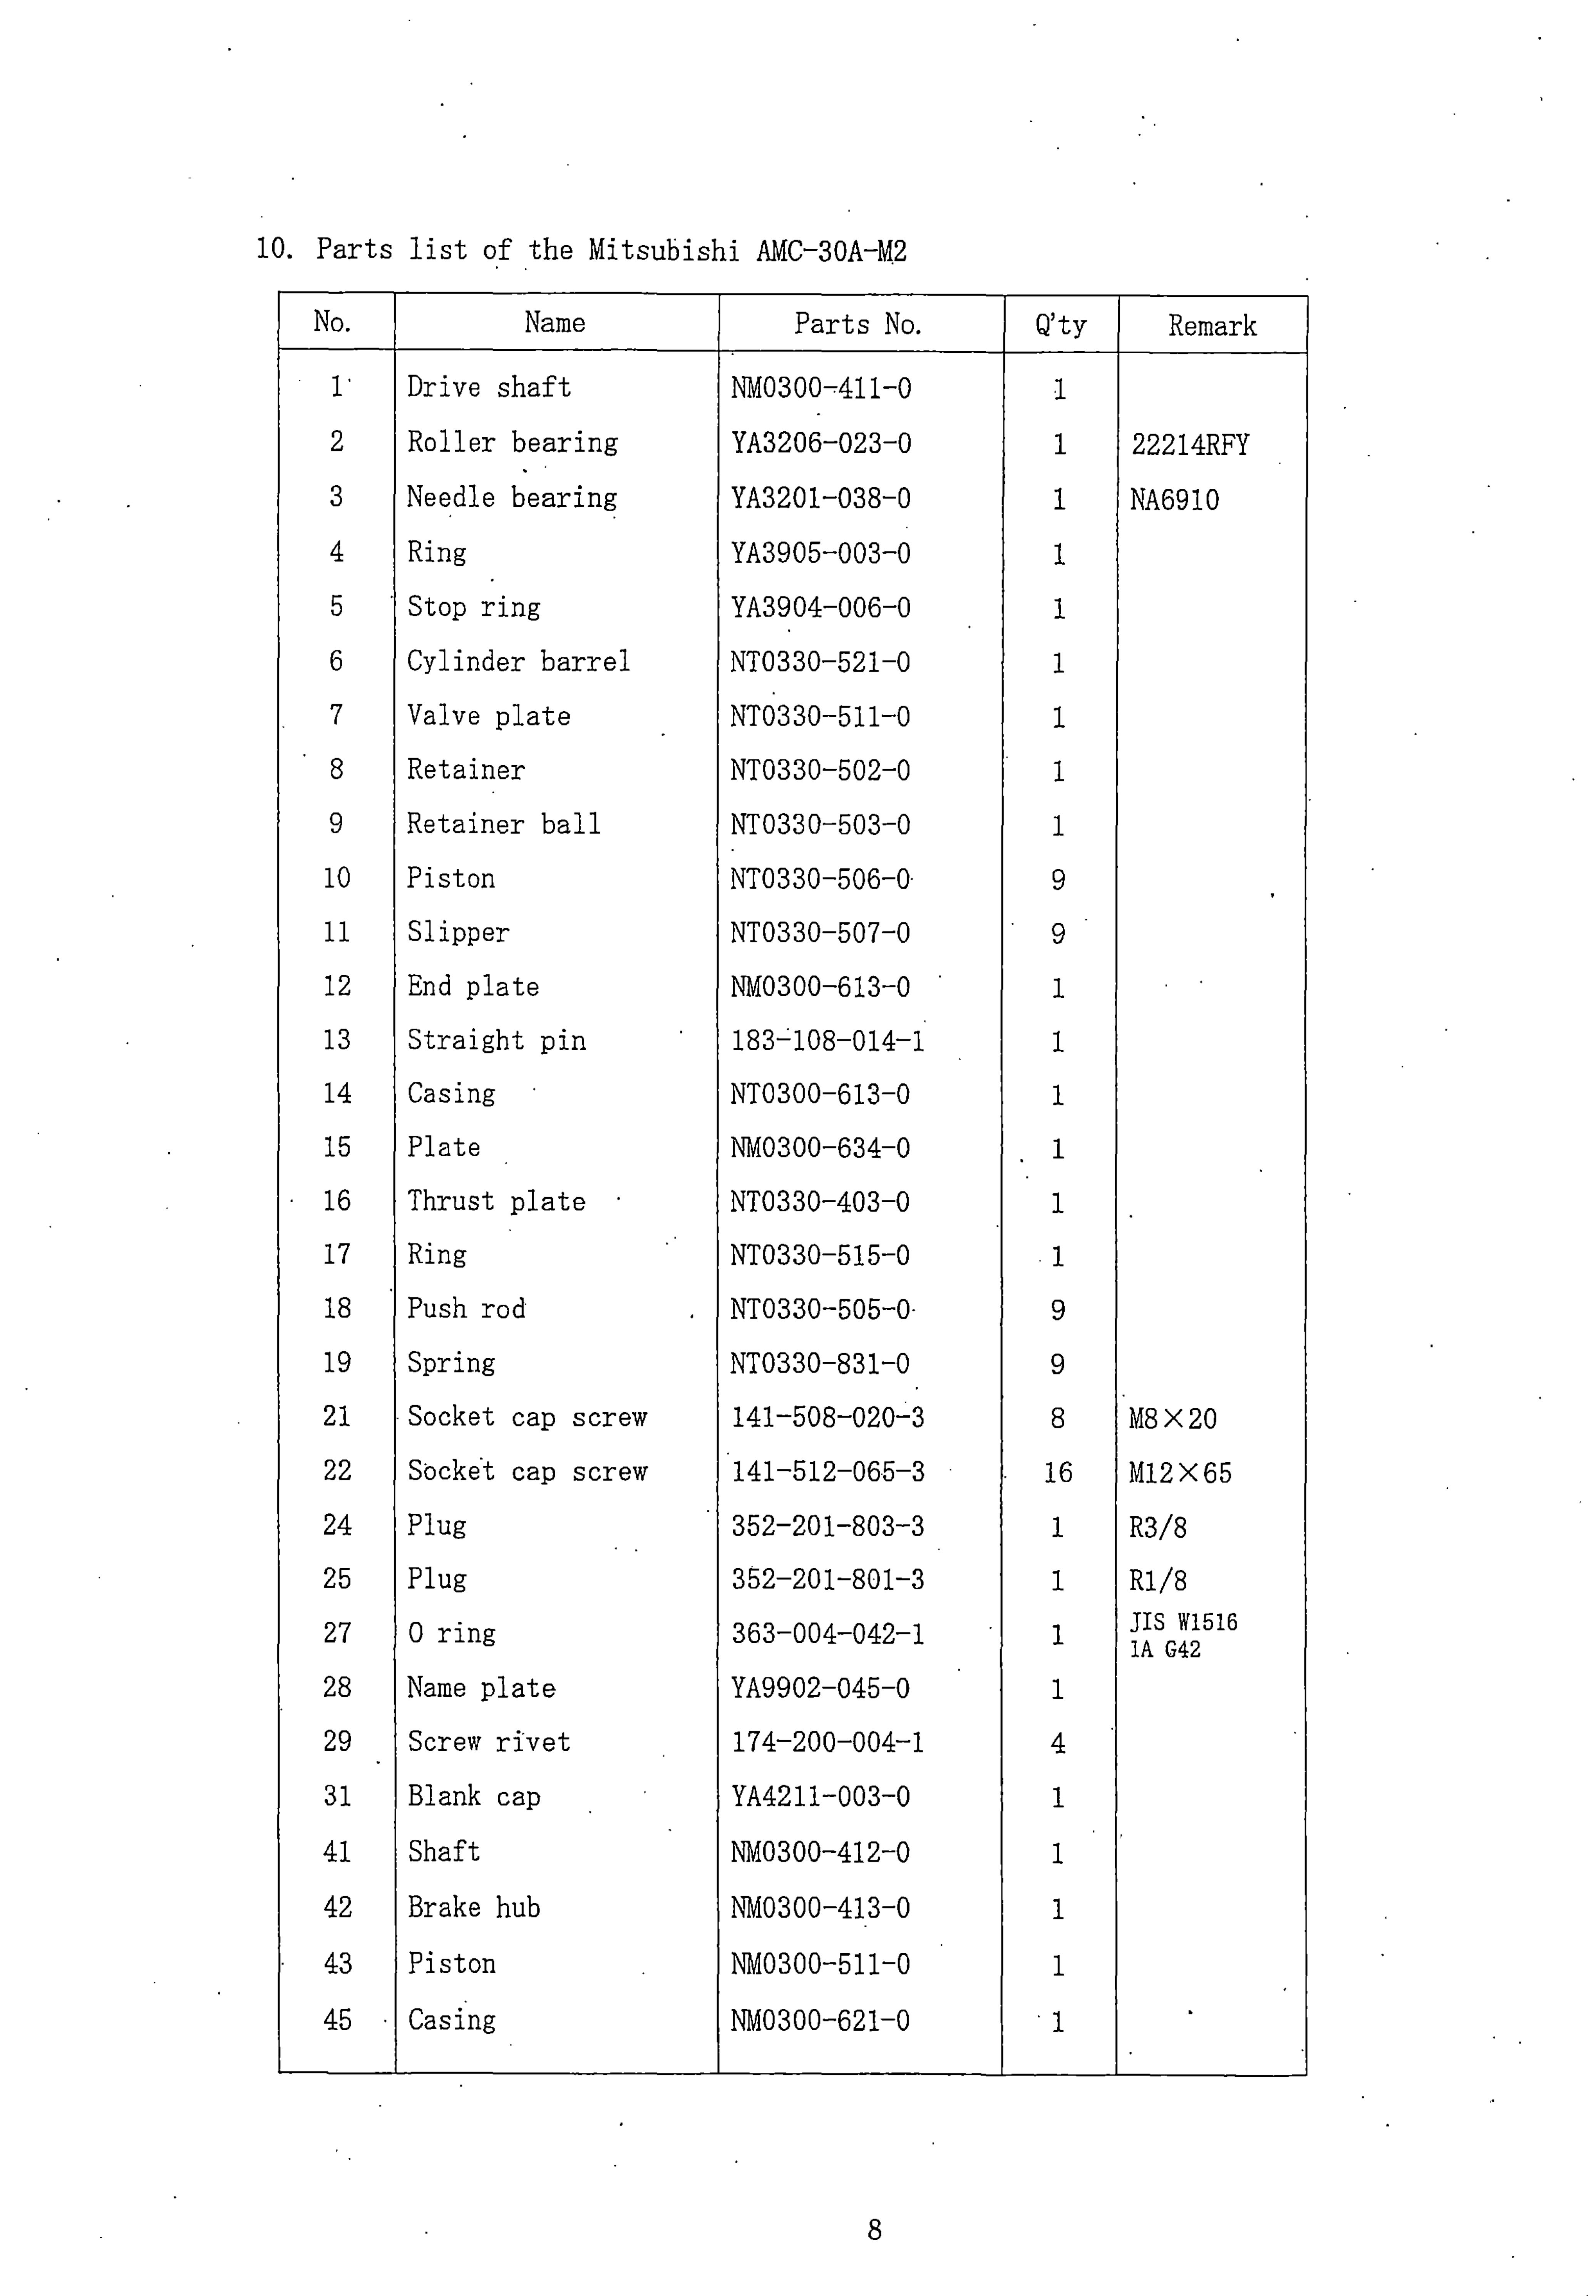 10. Parts list of the Mitsubishi AMC-30A-M2
No. Name Parts No. Q'ty Remark
1 Drive shaft NM0300-411-0 1
2 Roller bearing YA3206-023-0 1 22214RFY
3 Needle bearing YA3201-038-0 1 NA6910
4 Ring YA3905-003-0 1
5 Stop ring YA3904-006-0 1
6 Cylinder barrel NT0330-521-0 1
7 Valve plate NT0330-511-0 1
8 Retainer NT0330-502-0 1
9 Retainer ball NT0330-503-0 1
10 Piston NT0330-506-0 9
11 Slipper NT0330-507-0 9
12 End plate NM0300-613-0 1
13 Straight pin 183-108-014-1 1
14 Casing NT0300-613-0 1
15 Plate NM0300-634-0 1
16 Thrust plate NT0330-403-0 1
17 Ring NT0330-515-0 1
18 Push rod NT0330-505-0 9
19 Spring NT0330-831-0 9
21 Socket cap screw 141-508-020-3 8 M8×20
22 Socket cap screw 141-512-065-3 16 M12×65
24 Plug 352-201-803-3 1 R3/8
25 Plug 352-201-801-3 1 R1/8
27 O ring 363-004-042-1 1 JIS W1516
1A G42
28 Name plate YA9902-045-0 1
29 Screw rivet 174-200-004-1 4
31 Blank cap YA4211-003-0 1
41 Shaft NM0300-412-0 1
42 Brake hub NM0300-413-0 1
43 Piston NM0300-511-0 1
45 Casing NM0300-621-0 1
8